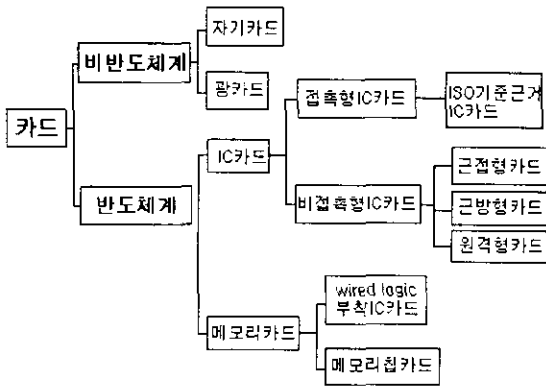 자기카드
비반도체계
광카드
카드
접촉형IC카드
ISO기준근거
IC카드
IC카드
반도체계
비접촉형IC카드
근접형카드
근방형카드
원격형카드
메모리카드
wired logic
부착IC카드
메모리칩카드